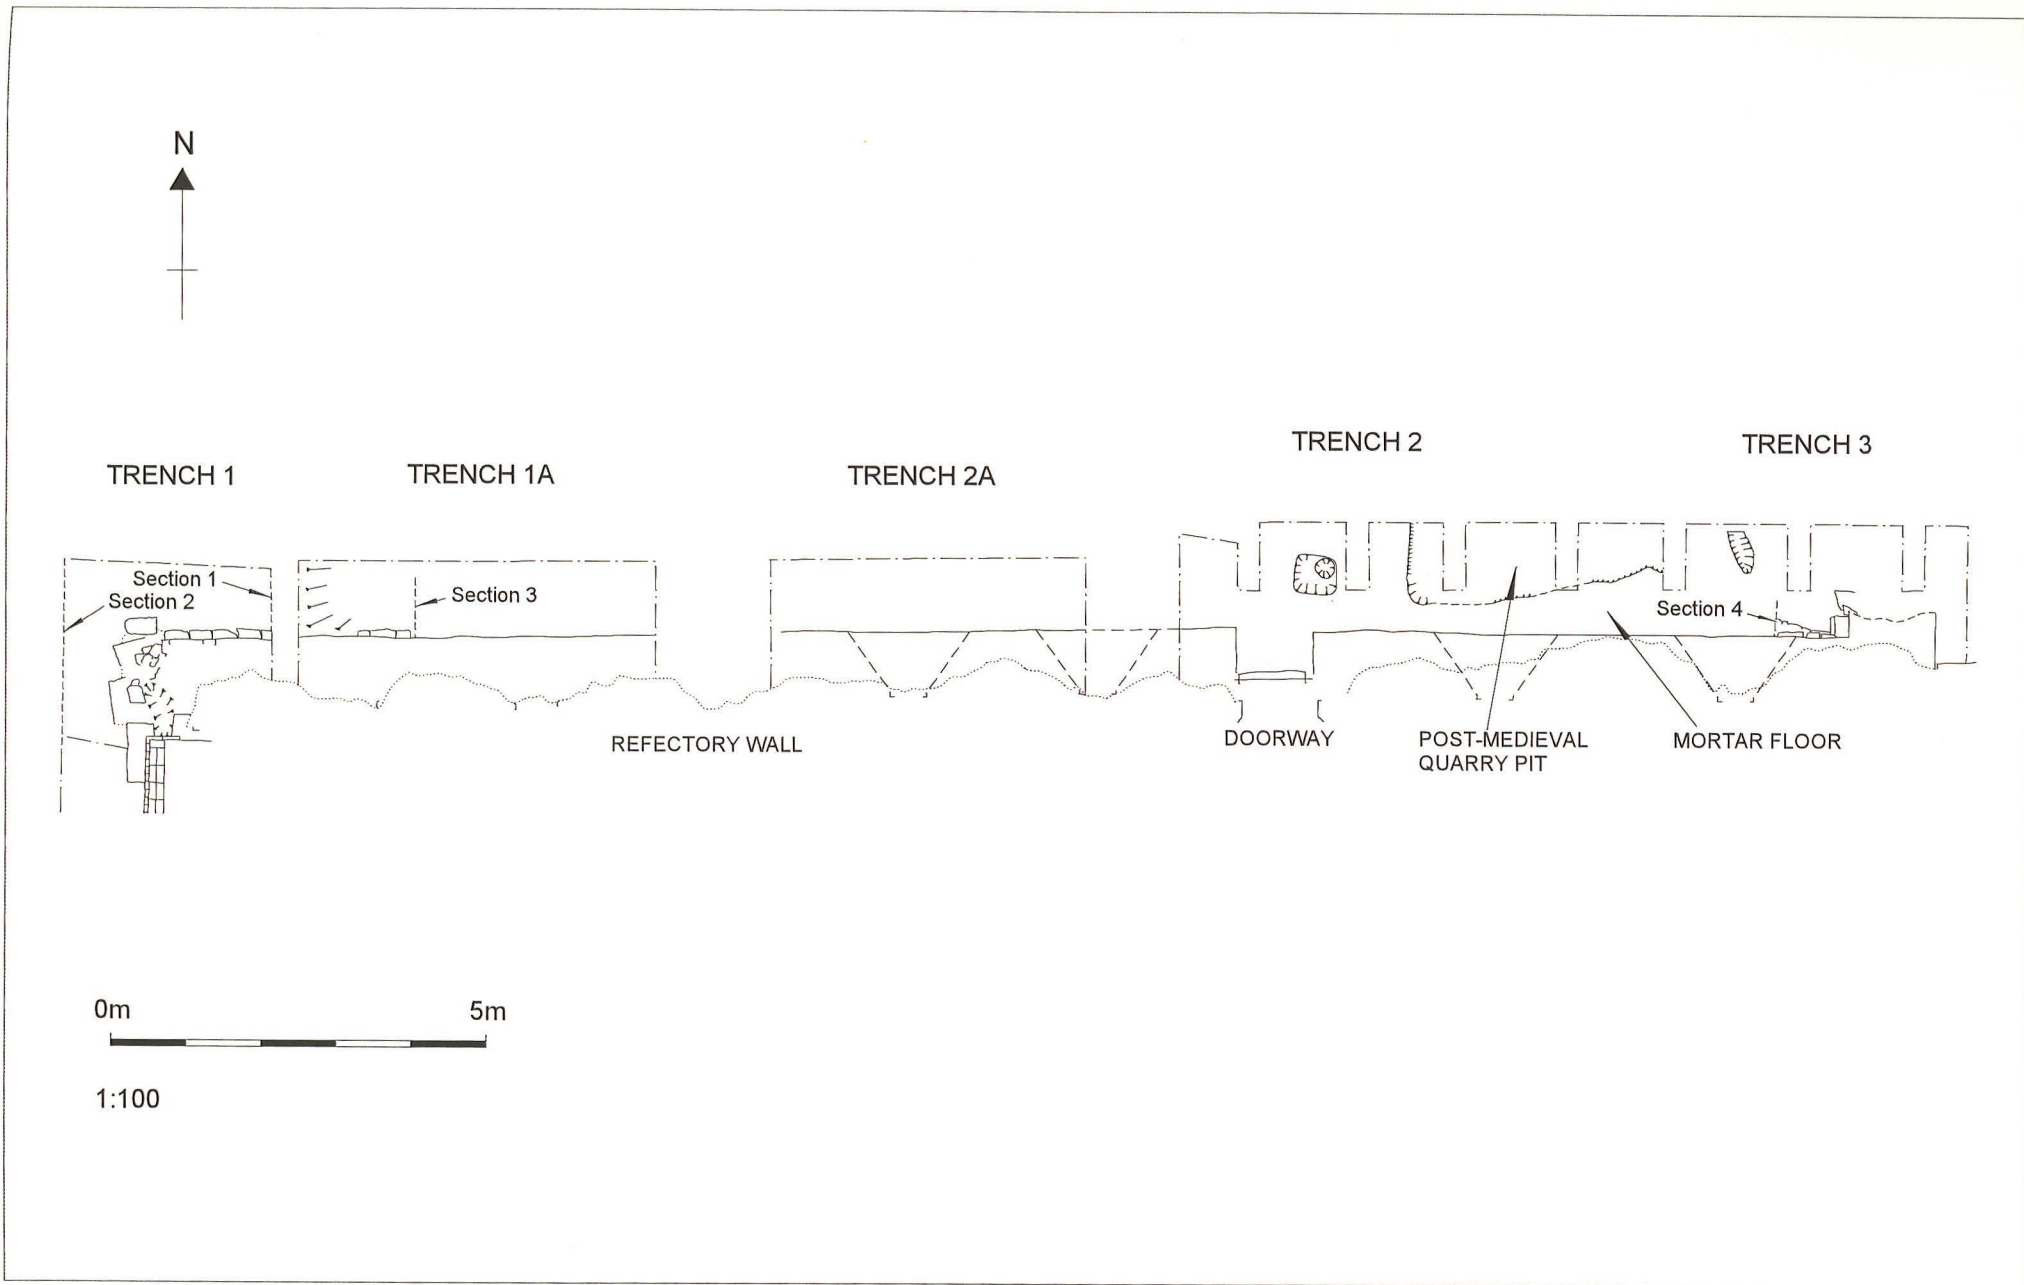 N
TRENCH 1
TRENCH 1A
TRENCH 2A
TRENCH 2
TRENCH 3
Section 1
Section 2
Section 3
Section 4
REFECTORY WALL
DOORWAY
POST-MEDIEVAL
QUARRY PIT
MORTAR FLOOR
0m
5m
1:100